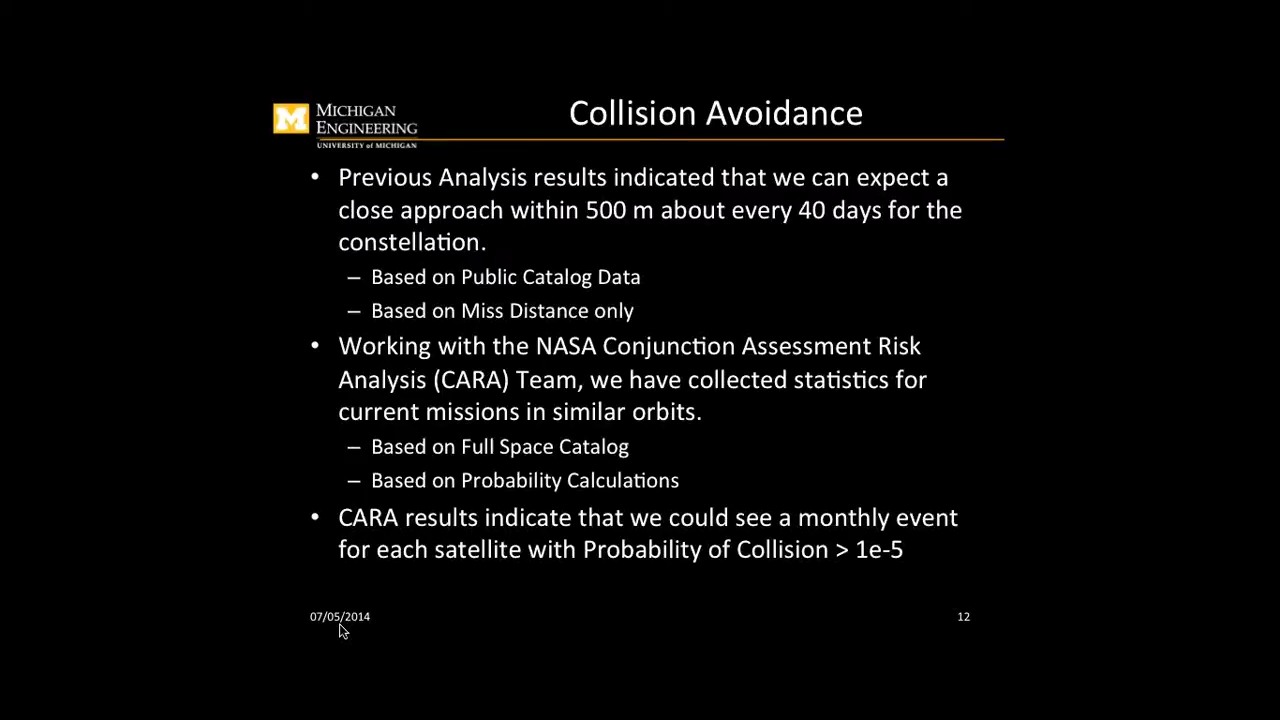 MICHIGAN
ENGINEERING
UNIVERSITY of MICHIGAN
Collision Avoidance
• Previous Analysis results indicated that we can expect a
close approach within 500 m about every 40 days for the
constellation.
– Based on Public Catalog Data
– Based on Miss Distance only
• Working with the NASA Conjunction Assessment Risk
Analysis (CARA) Team, we have collected statistics for
current missions in similar orbits.
– Based on Full Space Catalog
– Based on Probability Calculations
• CARA results indicate that we could see a monthly event
for each satellite with Probability of Collision > 1e-5
07/05/2014
12